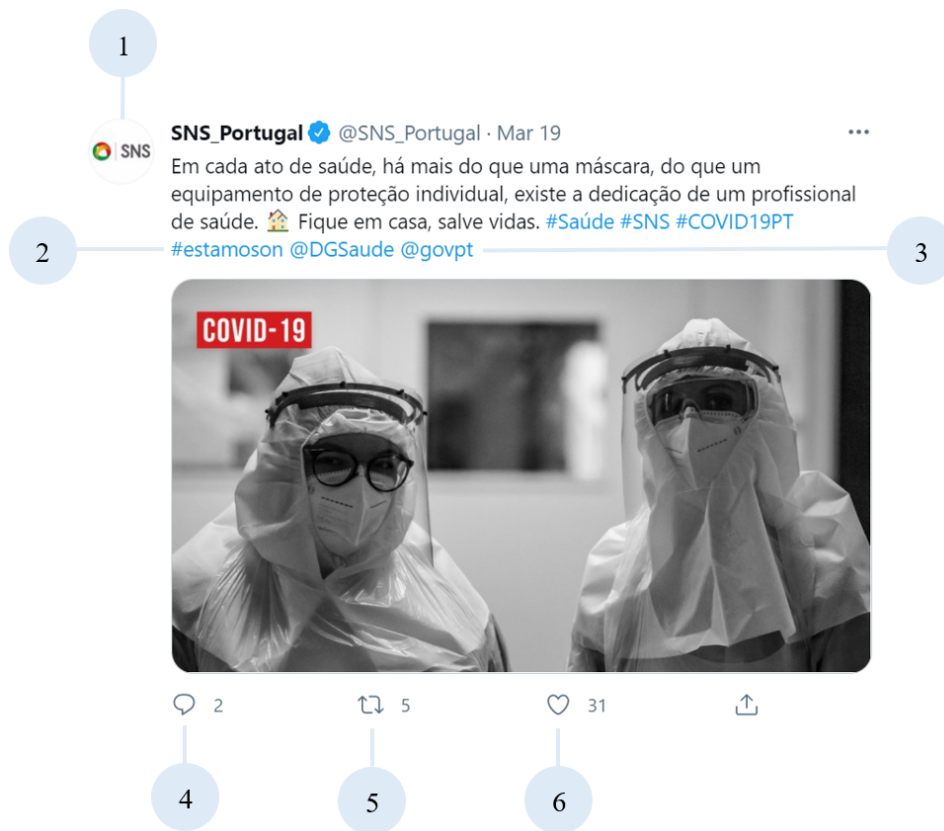 1
SNS
SNS_Portugal @SNS_Portugal · Mar 19
Em cada ato de saúde, há mais do que uma máscara, do que um
equipamento de proteção individual, existe a dedicação de um profissional
de saúde. 🏠 Fique em casa, salve vidas. #Saúde #SNS #COVID19PT
2 #estamoson @DGSaude @govpt 3
COVID-19
2 5 31
4 5 6